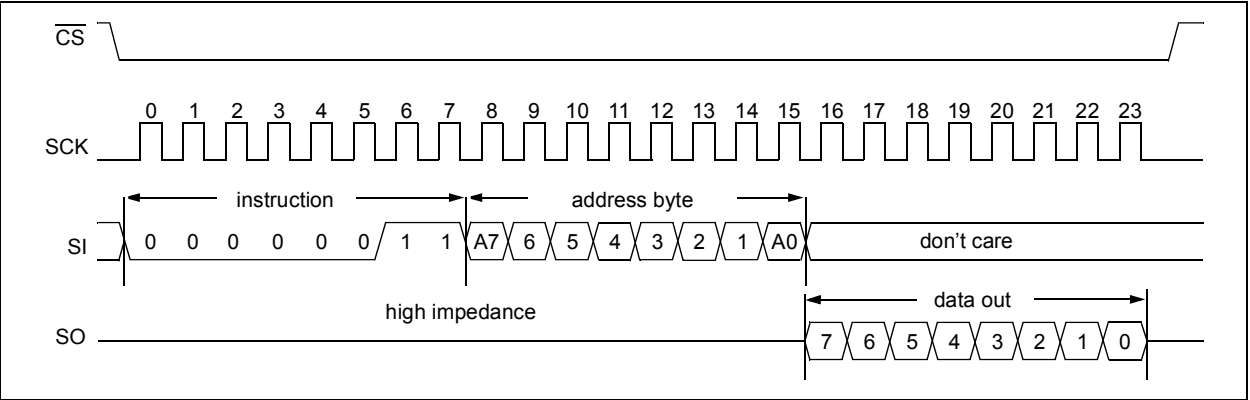 CS
0 1 2 3 4 5 6 7 8 9 10 11 12 13 14 15 16 17 18 19 20 21 22 23
SCK
instruction address byte
SI 0 0 0 0 0 0 1 1 A7 6 5 4 3 2 1 A0 don't care
high impedance data out
SO 7 6 5 4 3 2 1 0